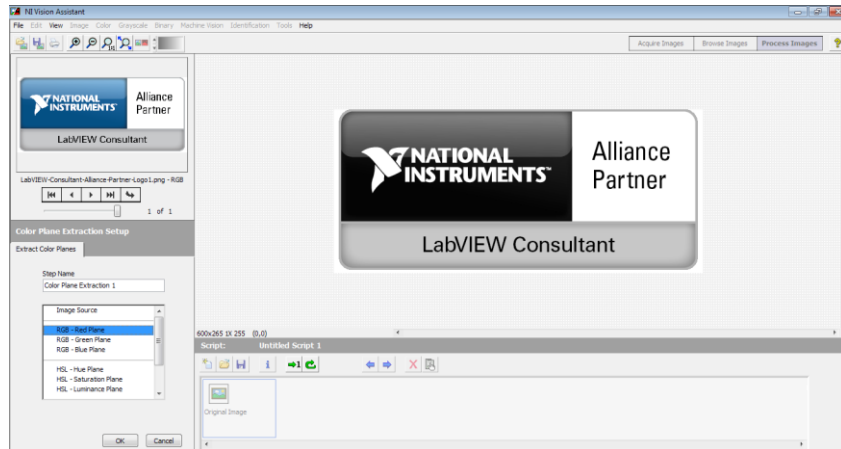 NI Vision Assistant
File Edit View Image Color Grayscale Binary Machine Vision Identification Tools Help
Acquire Images Browse Images Process Images
NATIONAL INSTRUMENTS
Alliance Partner
LabVIEW Consultant
LabVIEW-Consultant-Alliance-Partner-Logo1.png - RGB
1 of 1
Color Plane Extraction Setup
Extract Color Planes
Step Name
Color Plane Extraction 1
Image Source
RGB - Red Plane
RGB - Green Plane
RGB - Blue Plane
HSL - Hue Plane
HSL - Saturation Plane
HSL - Luminance Plane
OK Cancel
NATIONAL
INSTRUMENTS
Alliance
Partner
LabVIEW Consultant
600x265 1X 255 (0,0)
Script: Untitled Script 1
Original Image